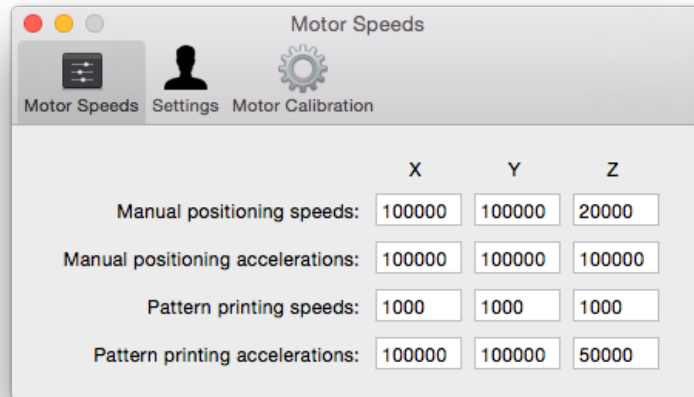 Motor Speeds
Motor Speeds Settings Motor Calibration
X Y Z
Manual positioning speeds: 100000 100000 20000
Manual positioning accelerations: 100000 100000 100000
Pattern printing speeds: 1000 1000 1000
Pattern printing accelerations: 100000 100000 50000